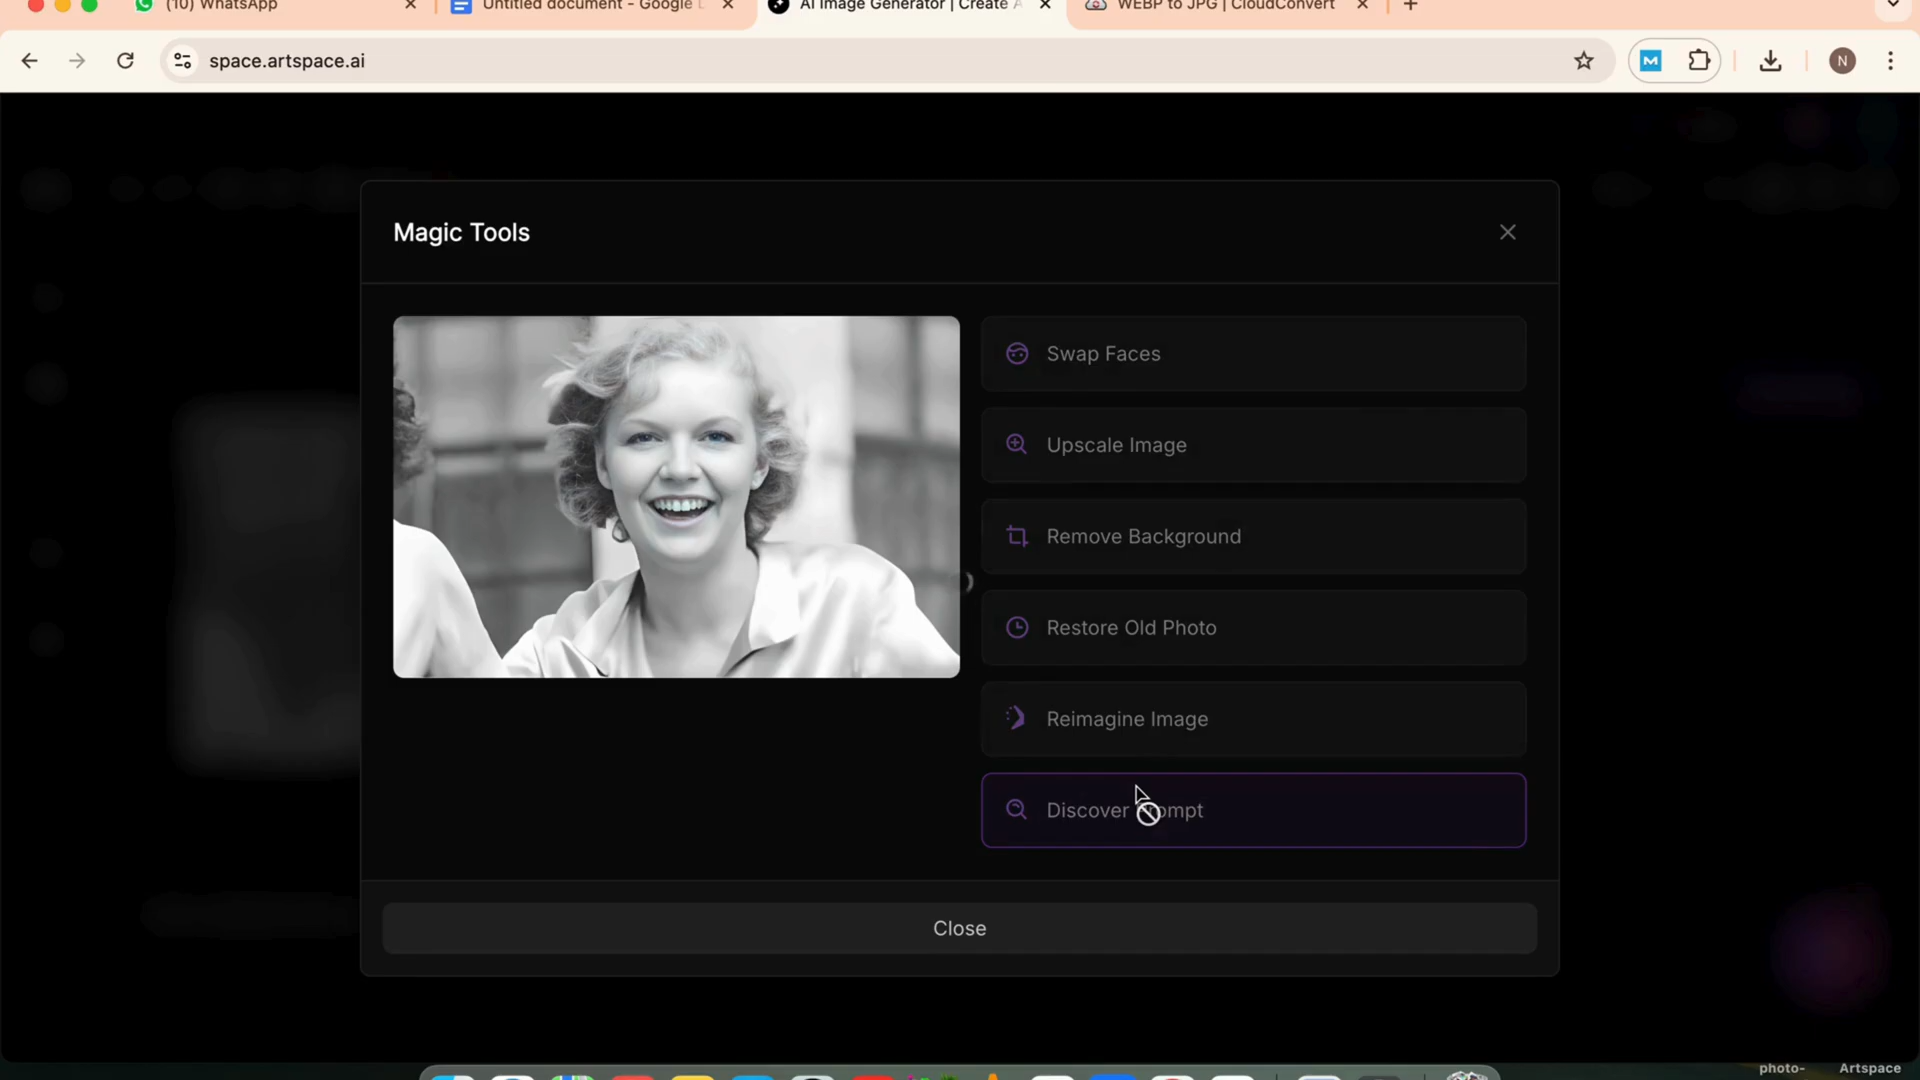 (10) WhatsApp
Untitled document - Google
AI Image Generator | Create A
WEBP to JPG | CloudConvert
space.artspace.ai
N
Magic Tools
Swap Faces
Upscale Image
Remove Background
Restore Old Photo
Reimagine Image
Discover Prompt
Close
photo-
Artspace